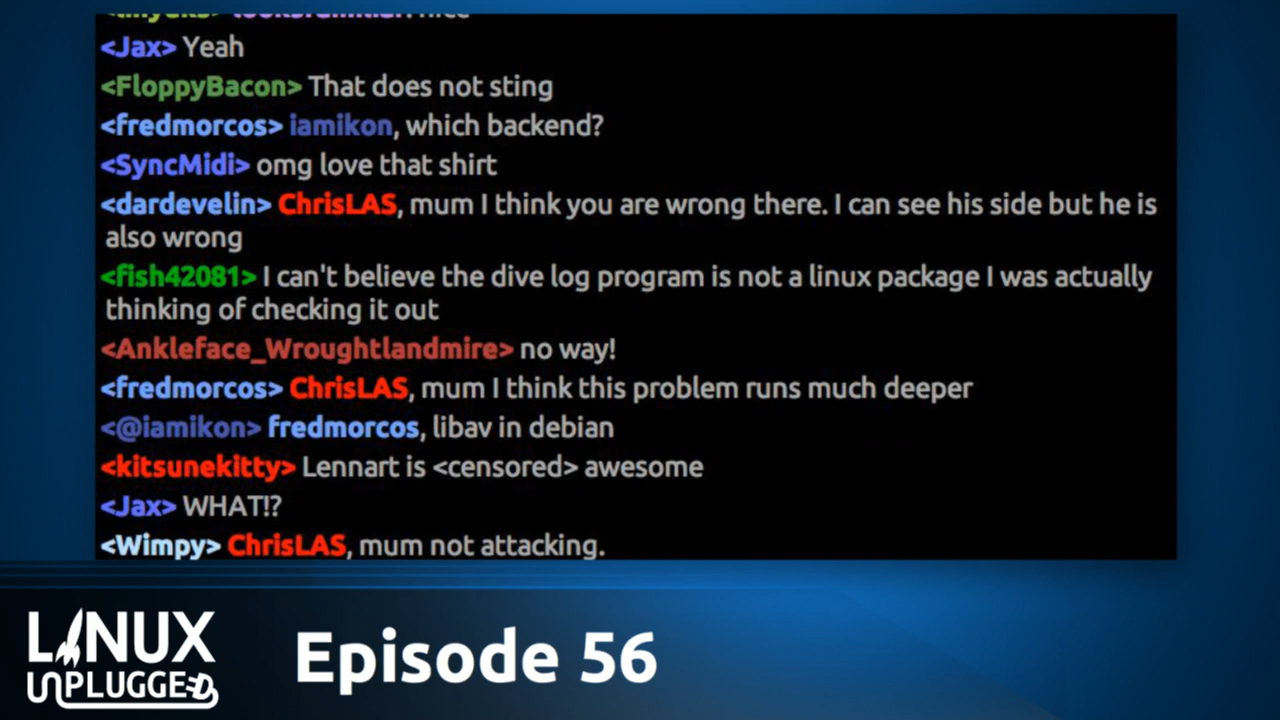 <Jax> Yeah
<FloppyBacon> That does not sting
<fredmorcos> iamikon, which backend?
<SyncMidi> omg love that shirt
<dardevelin> ChrisLAS, mum I think you are wrong there. I can see his side but he is
also wrong
<fish42081> I can't believe the dive log program is not a linux package I was actually
thinking of checking it out
<Ankleface_Wroughtlandmire> no way!
<fredmorcos> ChrisLAS, mum I think this problem runs much deeper
<@iamikon> fredmorcos, libav in debian
<kitsunekitty> Lennart is <censored> awesome
<Jax> WHAT!?
<Wimpy> ChrisLAS, mum not attacking.
LINUX
UNPLUGGED
Episode 56